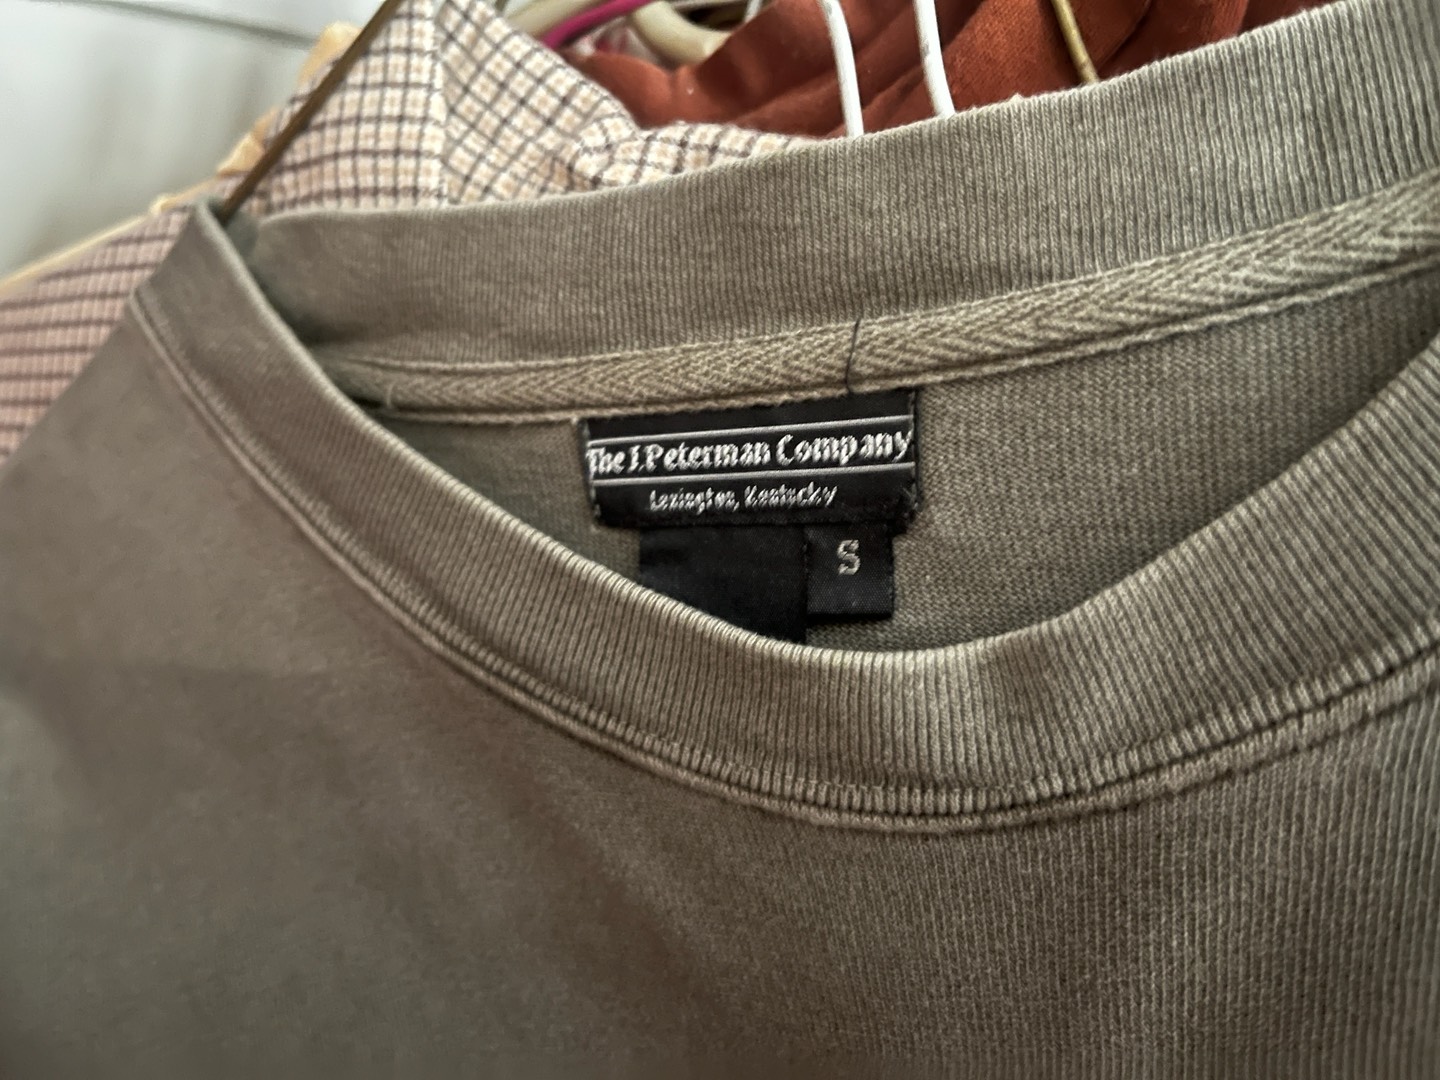 The J. Peterman Company
Lexington, Kentucky
S